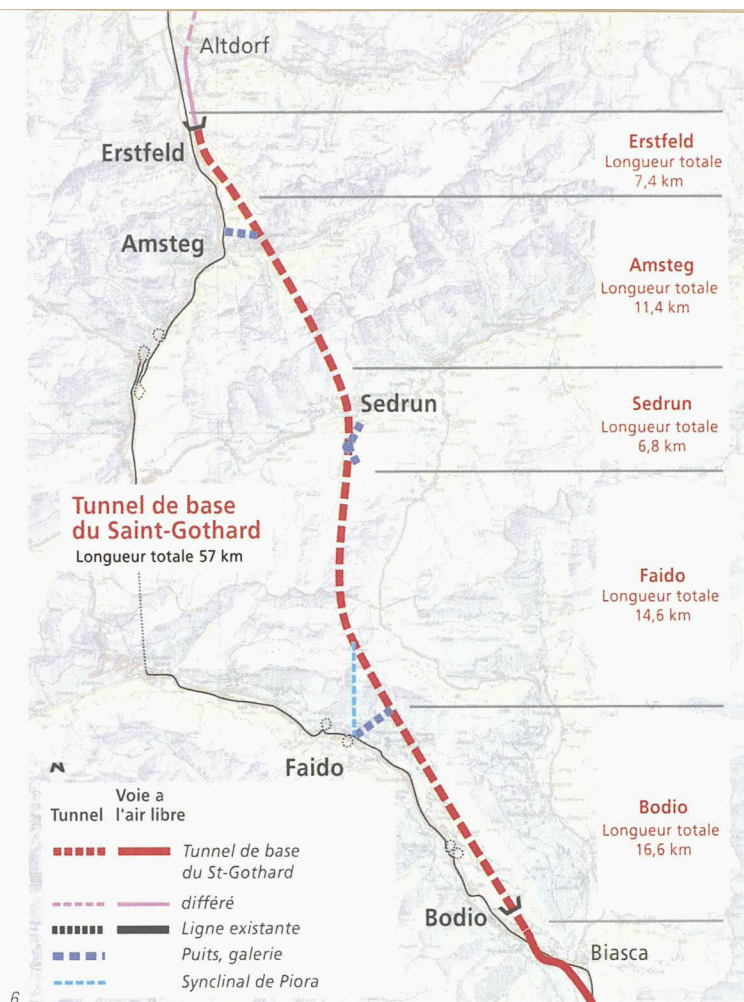 Altdorf
Erstfeld
Erstfeld
Longueur totale
7,4 km
Amsteg
Amsteg
Longueur totale
11,4 km
Sedrun
Sedrun
Longueur totale
6,8 km
Tunnel de base
du Saint-Gothard
Longueur totale 57 km
Faido
Longueur totale
14,6 km
Faido
Bodio
Longueur totale
16,6 km
Bodio
Biasca
N
Tunnel
Voie a
l'air libre
Tunnel de base
du St-Gothard
différé
Ligne existante
Puits, galerie
Synclinal de Piora
6